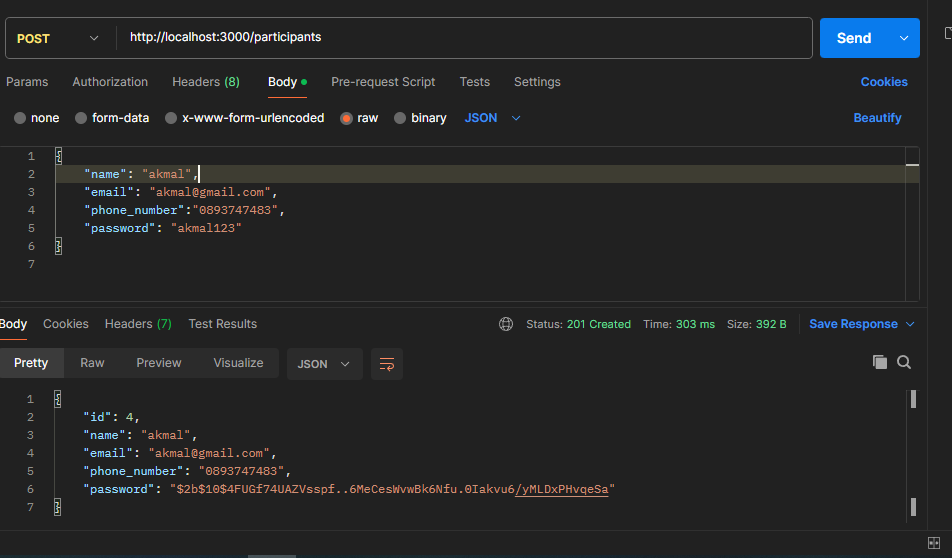 POST http://localhost:3000/participants Send
Params Authorization Headers (8) Body Pre-request Script Tests Settings Cookies
none form-data x-www-form-urlencoded raw binary JSON Beautify
1 {
2 "name": "akmal",
3 "email": "akmal@gmail.com",
4 "phone_number":"0893747483",
5 "password": "akmal123"
6 }
7
Body Cookies Headers (7) Test Results Status: 201 Created Time: 303 ms Size: 392 B Save Response
Pretty Raw Preview Visualize JSON
1 {
2 "id": 4,
3 "name": "akmal",
4 "email": "akmal@gmail.com",
5 "phone_number": "0893747483",
6 "password": "$2b$10$4FUGf74UAZVsspf..6MeCesWvwBk6Nfu.0Iakvu6/yMLDxPHvqeSa"
7 }